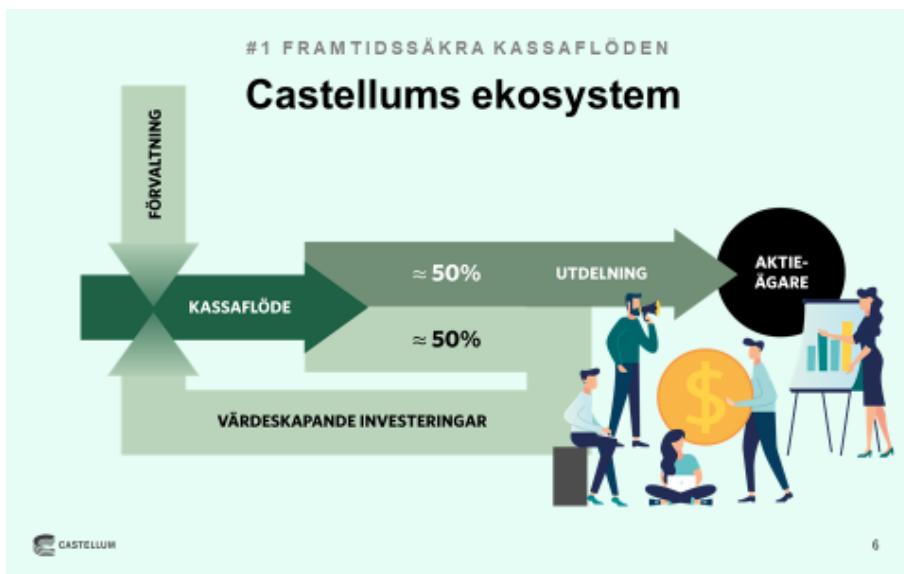 #1 FRAMTIDSSÄKRA KASSAFLÖDEN
Castellums ekosystem
FÖRVALTNING
KASSAFLÖDE
≈ 50%
UTDELNING
AKTIE-
ÄGARE
≈ 50%
VÄRDESKAPANDE INVESTERINGAR
$
CASTELLUM
6